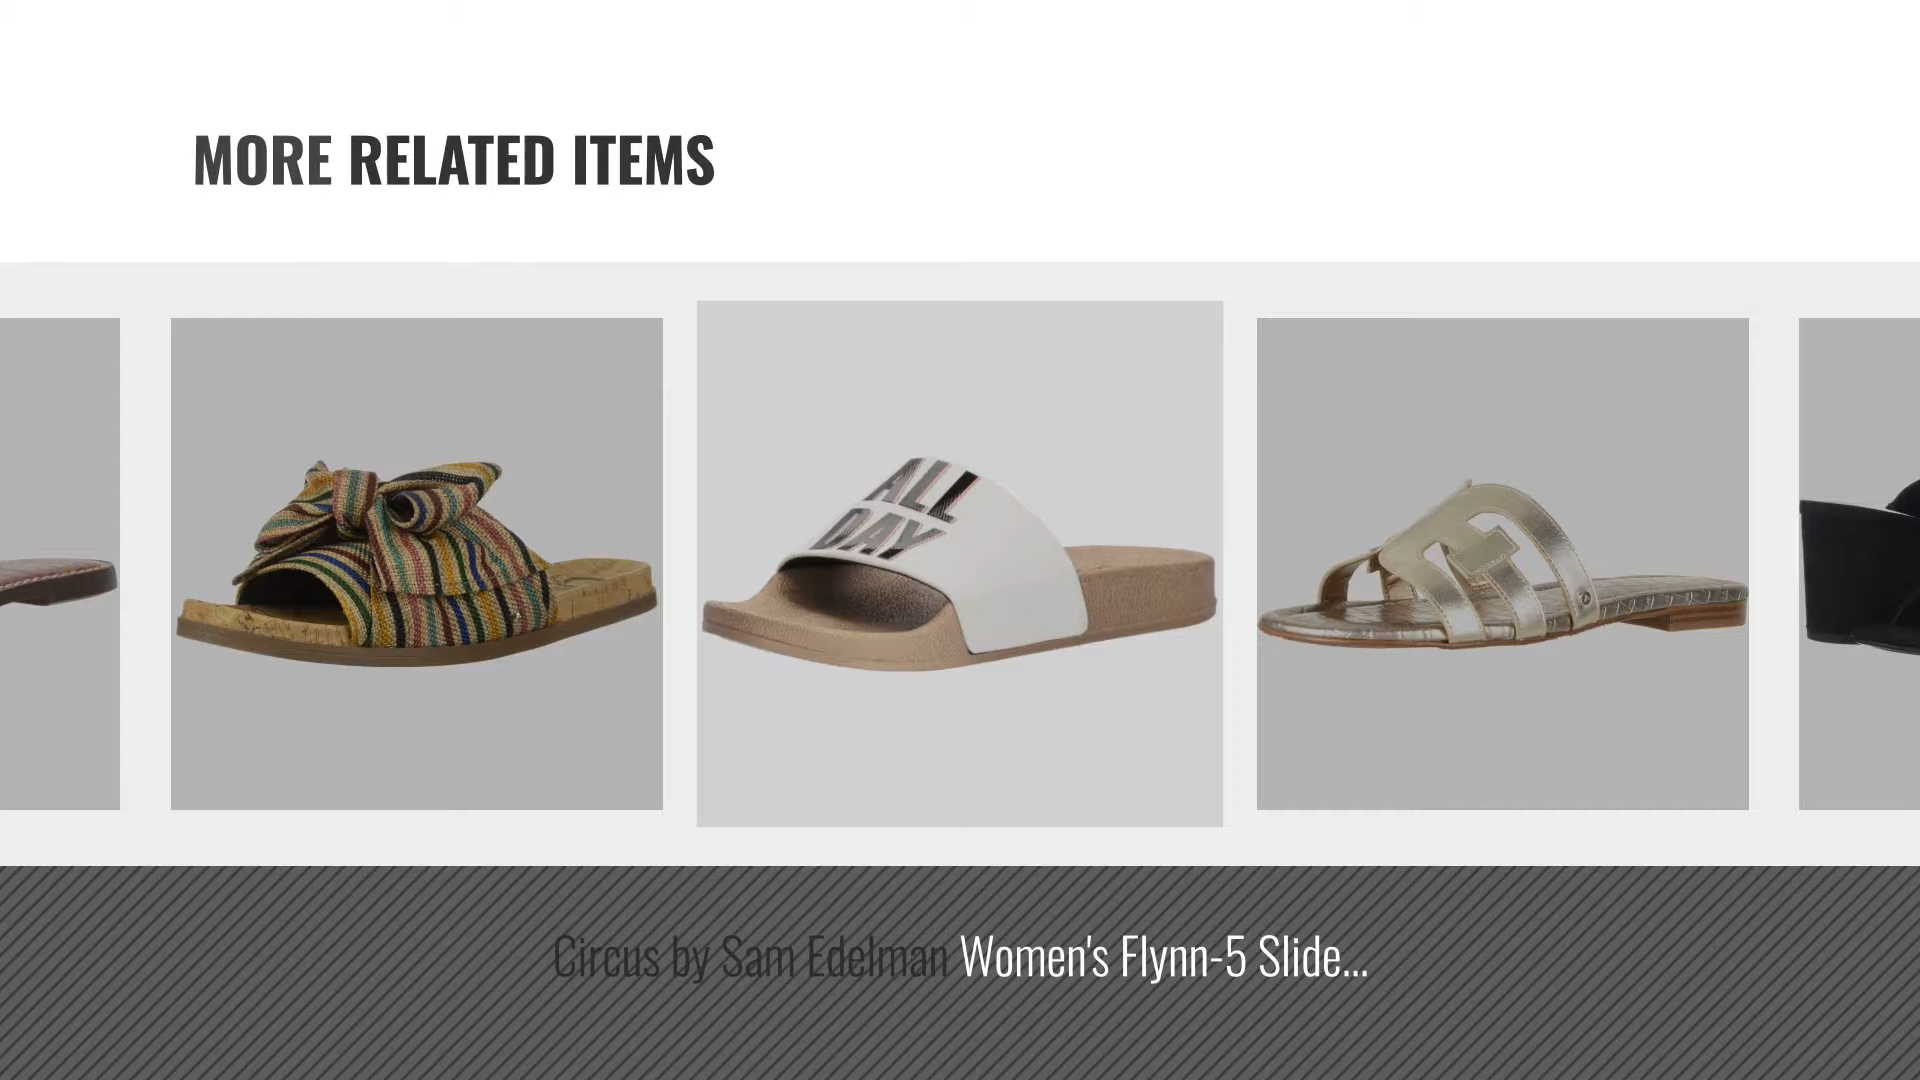 MORE RELATED ITEMS
ALL
DAY
Circus by Sam Edelman Women's Flynn-5 Slide...